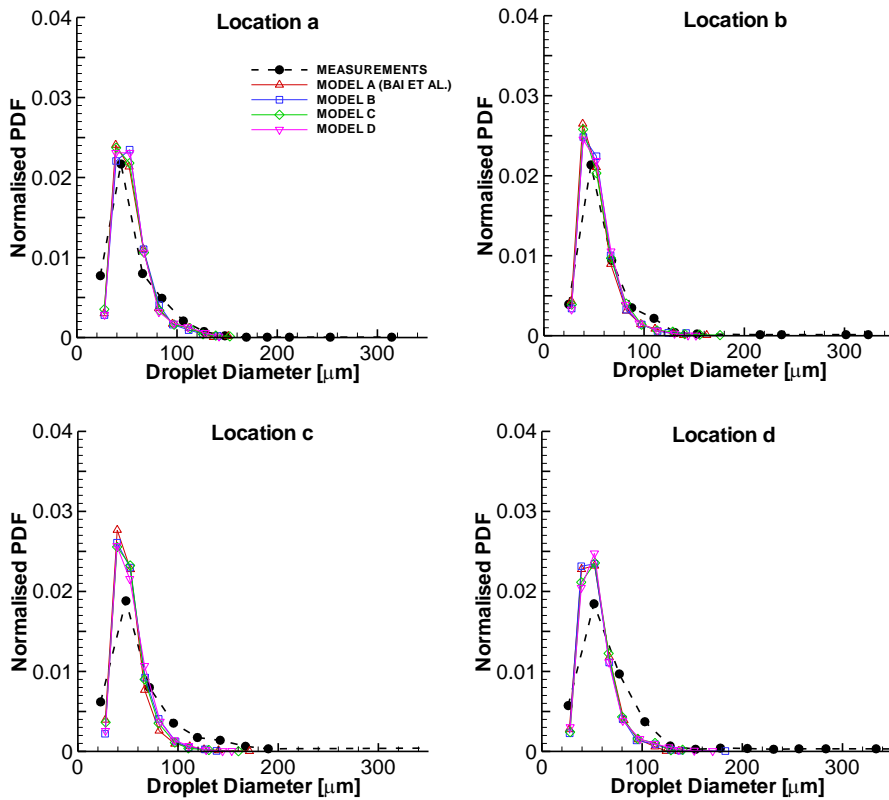 Location a
Normalised PDF
0.04
0.03
0.02
0.01
0
0 100 200 300
Droplet Diameter [μm]
MEASUREMENTS
MODEL A (BAI ET AL.)
MODEL B
MODEL C
MODEL D
Location b
Normalised PDF
0.04
0.03
0.02
0.01
0
0 100 200 300
Droplet Diameter [μm]
Location c
Normalised PDF
0.04
0.03
0.02
0.01
0
0 100 200 300
Droplet Diameter [μm]
Location d
Normalised PDF
0.04
0.03
0.02
0.01
0
0 100 200 300
Droplet Diameter [μm]